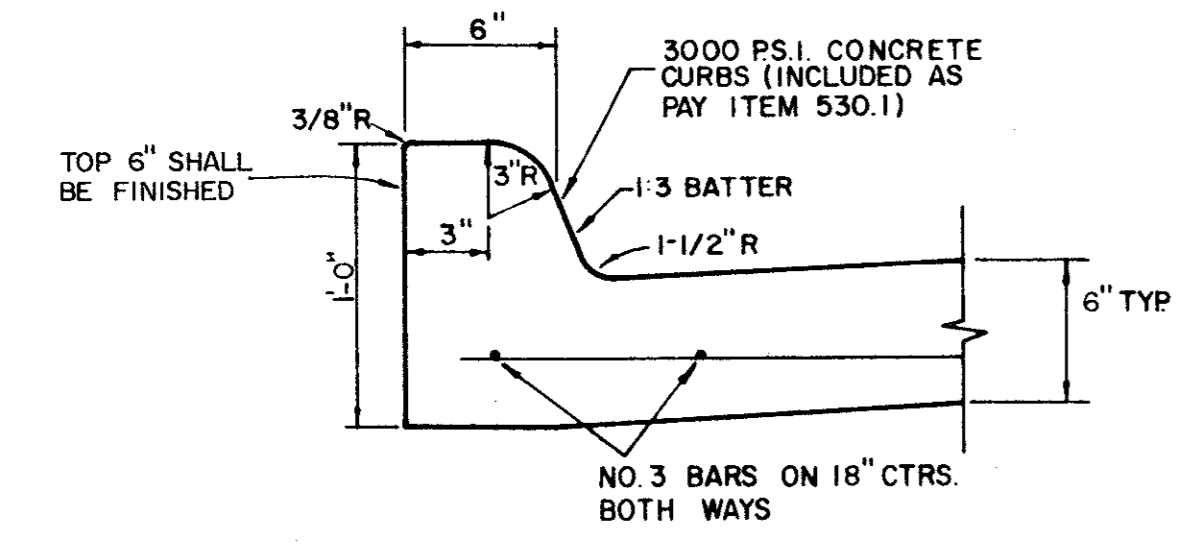 6"
3000 P.S.I. CONCRETE
CURBS (INCLUDED AS
PAY ITEM 530.1)
3/8"R
TOP 6" SHALL
BE FINISHED
3"R
1:3 BATTER
3"
1-1/2" R
1'-0"
6" TYP.
NO. 3 BARS ON 18" CTRS.
BOTH WAYS